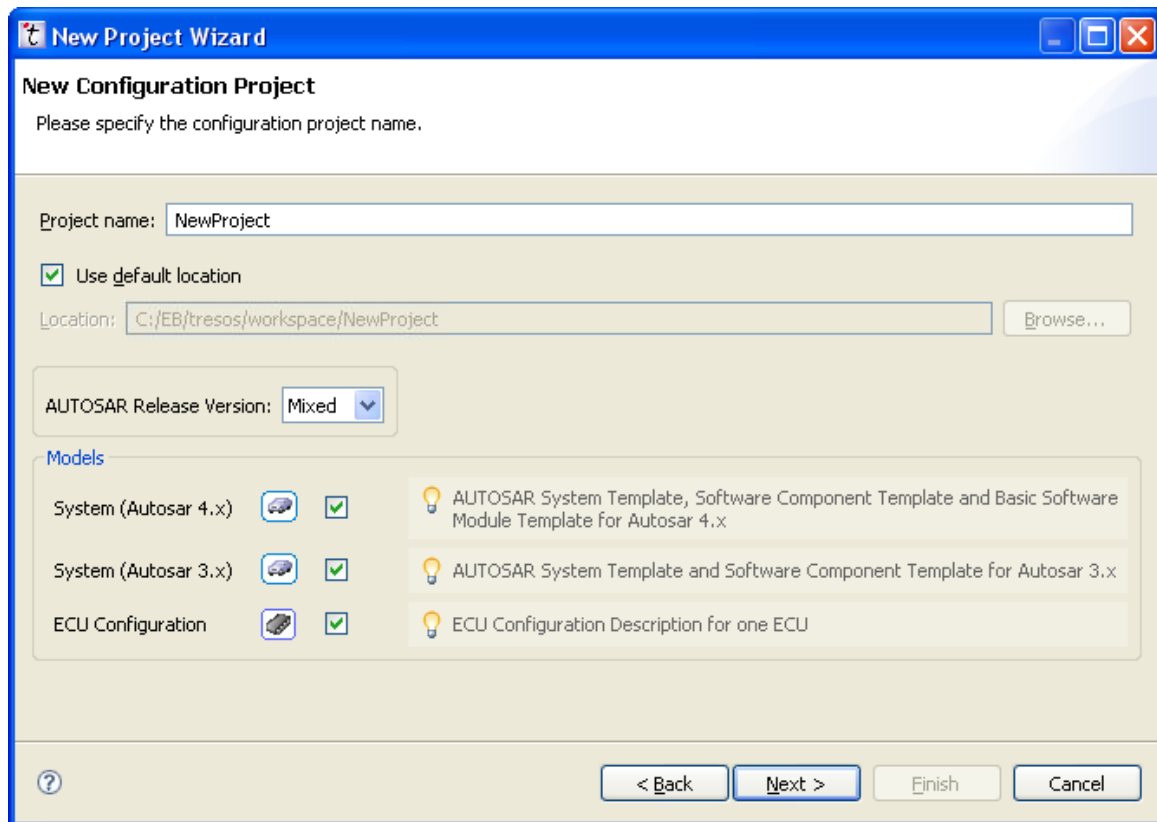 New Project Wizard
New Configuration Project
Please specify the configuration project name.
Project name: NewProject
Use default location
Location: C:/EB/tresos/workspace/NewProject Browse...
AUTOSAR Release Version: Mixed
Models
System (Autosar 4.x) AUTOSAR System Template, Software Component Template and Basic Software
Module Template for Autosar 4.x
System (Autosar 3.x) AUTOSAR System Template and Software Component Template for Autosar 3.x
ECU Configuration ECU Configuration Description for one ECU
< Back Next > Finish Cancel